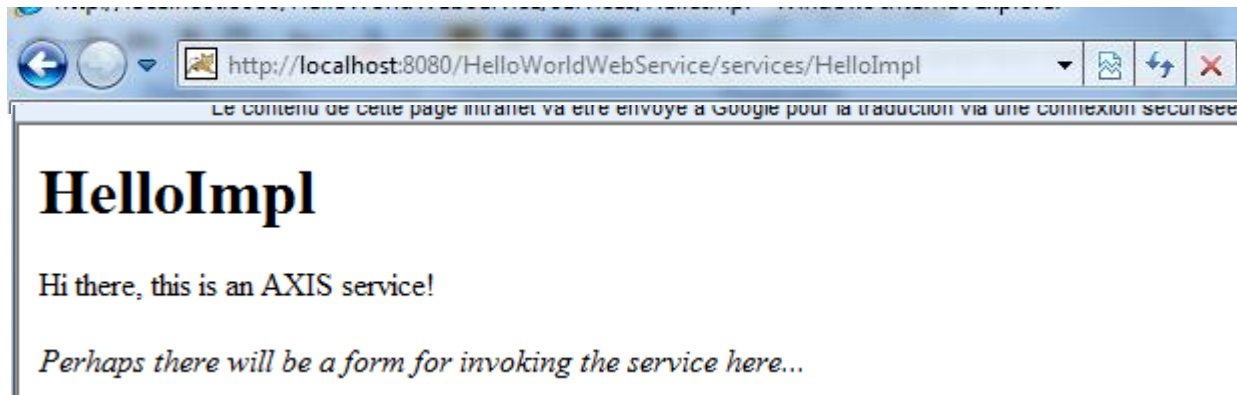 http://localhost:8080/HelloWorldWebService/services/HelloImpl
Le contenu de cette page intranet va être envoyé à Google pour la traduction via une connexion sécurisée
HelloImpl
Hi there, this is an AXIS service!
Perhaps there will be a form for invoking the service here...